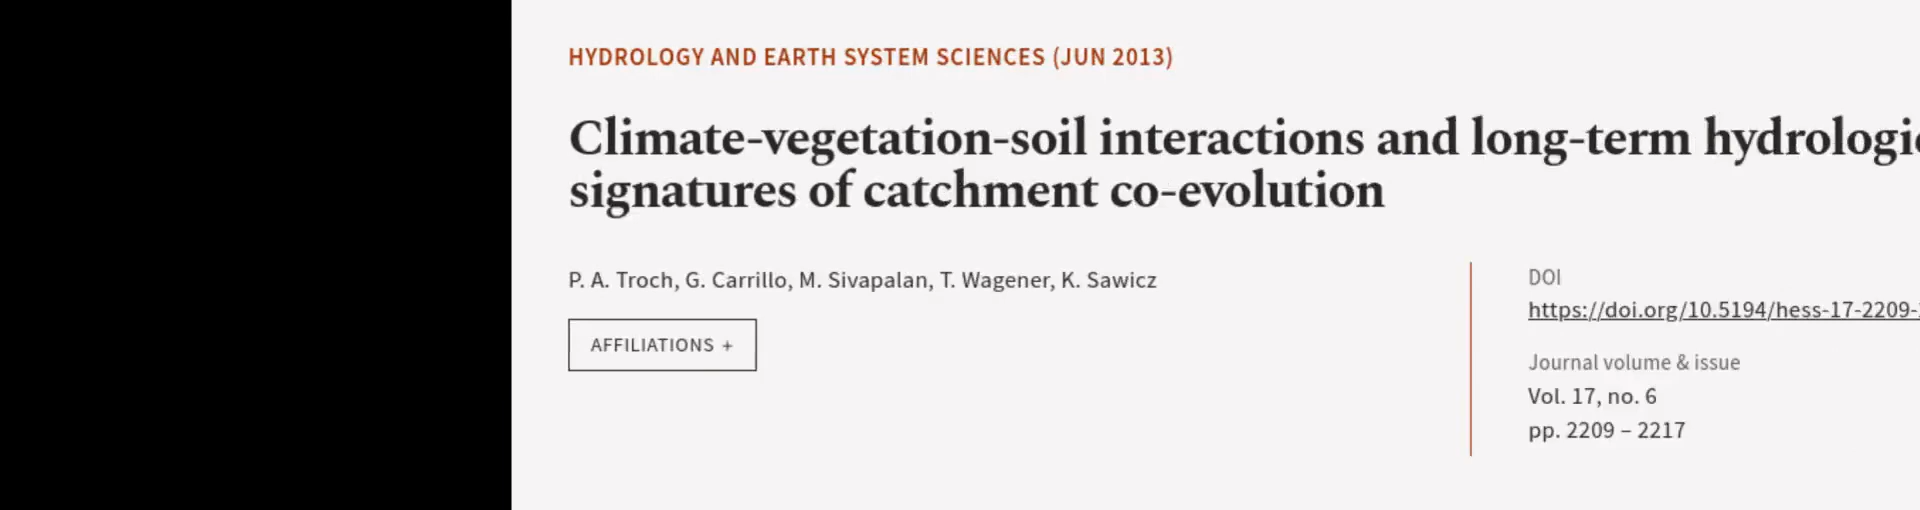 HYDROLOGY AND EARTH SYSTEM SCIENCES (JUN 2013)
Climate-vegetation-soil interactions and long-term hydrologic
signatures of catchment co-evolution
P. A. Troch, G. Carrillo, M. Sivapalan, T. Wagener, K. Sawicz
AFFILIATIONS +
DOI
https://doi.org/10.5194/hess-17-2209-
Journal volume & issue
Vol. 17, no. 6
pp. 2209 – 2217